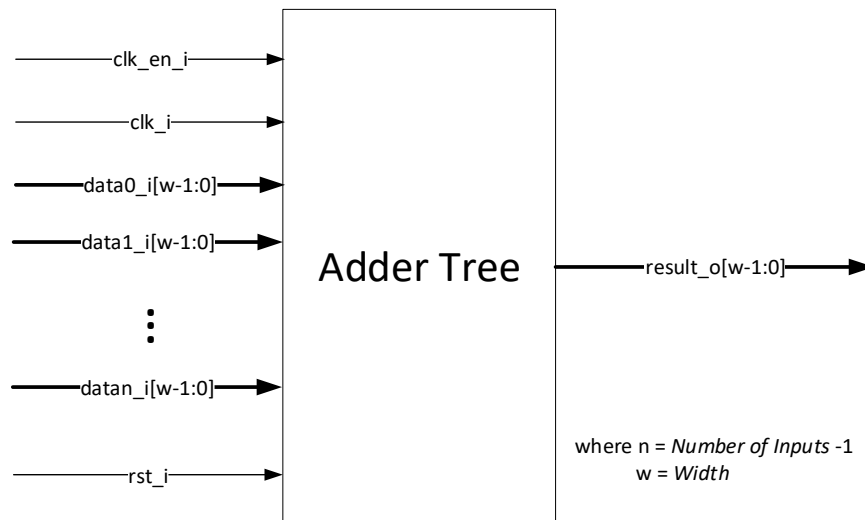 clk_en_i
clk_i
data0_i[w-1:0]
data1_i[w-1:0]
datan_i[w-1:0]
rst_i
Adder Tree
result_o[w-1:0]
where n = Number of Inputs -1
w = Width